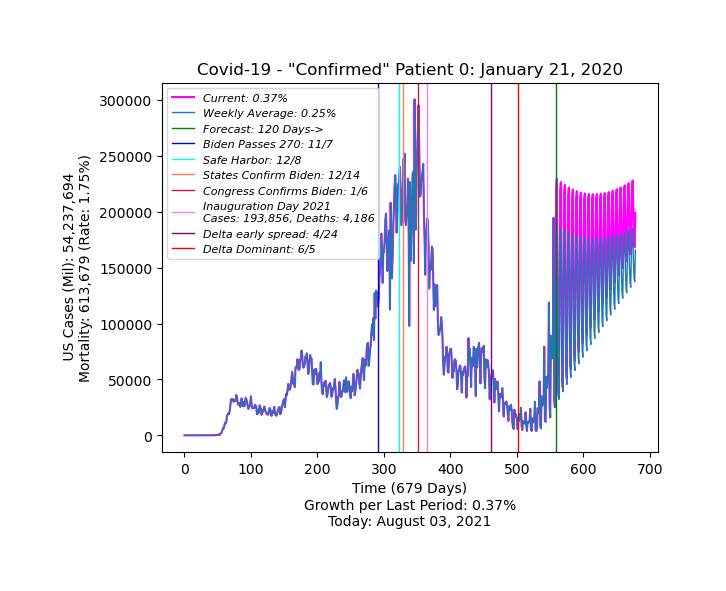 Covid-19 - "Confirmed" Patient 0: January 21, 2020
US Cases (Mil): 54,237,694
Mortality: 613,679 (Rate: 1.75%)
300000
250000
200000
150000
100000
50000
0
Current: 0.37%
Weekly Average: 0.25%
Forecast: 120 Days->
Biden Passes 270: 11/7
Safe Harbor: 12/8
States Confirm Biden: 12/14
Congress Confirms Biden: 1/6
Inauguration Day 2021
Cases: 193,856, Deaths: 4,186
Delta early spread: 4/24
Delta Dominant: 6/5
0 100 200 300 400 500 600 700
Time (679 Days)
Growth per Last Period: 0.37%
Today: August 03, 2021